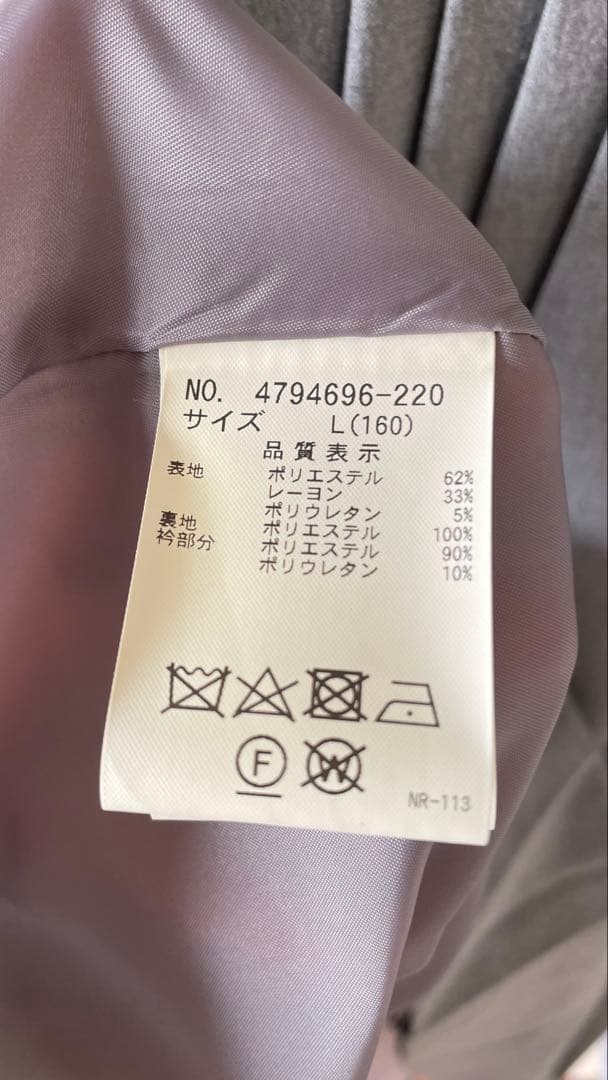 NO. 4794696-220
サイズ L(160)
品質表示
表地 ポリエステル 62%
レーヨン 33%
ポリウレタン 5%
裏地 ポリエステル 100%
衿部分 ポリエステル 90%
ポリウレタン 10%
F W
NR-113